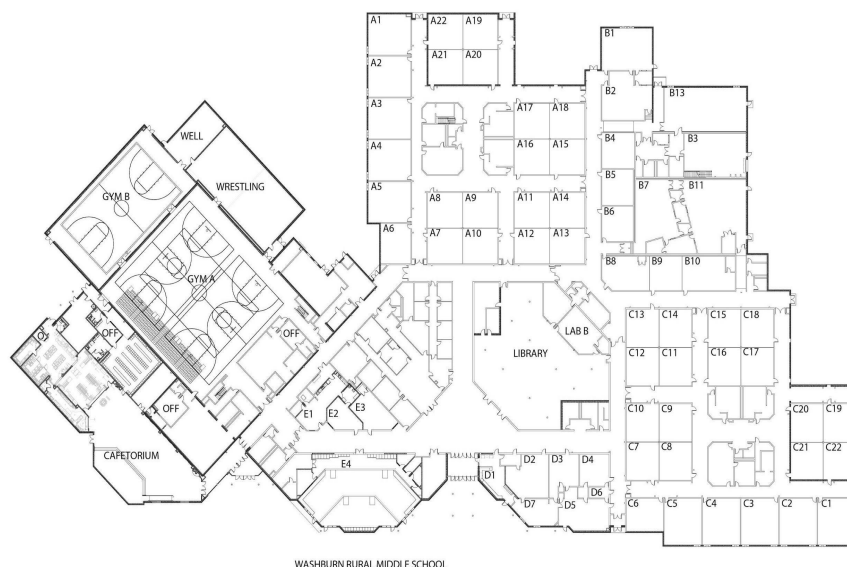 A1
A22 A19
A21 A20
A2
A3
A4
A5
A6
A17 A18
A16 A15
A8 A9 A11 A14
A7 A10 A12 A13
B1
B2
B13
B4
B3
B5
B7 B11
B6
B8 B9 B10
WELL
WRESTLING
GYM B
GYM A
OFF
OFF
OFF
CAFETORIUM
E1 E2 E3
E4
LIBRARY
LAB B
C13 C14 C15 C18
C12 C11 C16 C17
C10 C9 C20 C19
C7 C8 C21 C22
C6 C5 C4 C3 C2 C1
D1 D2 D3 D4
D7 D5 D6
WASHBURN RURAL MIDDLE SCHOOL